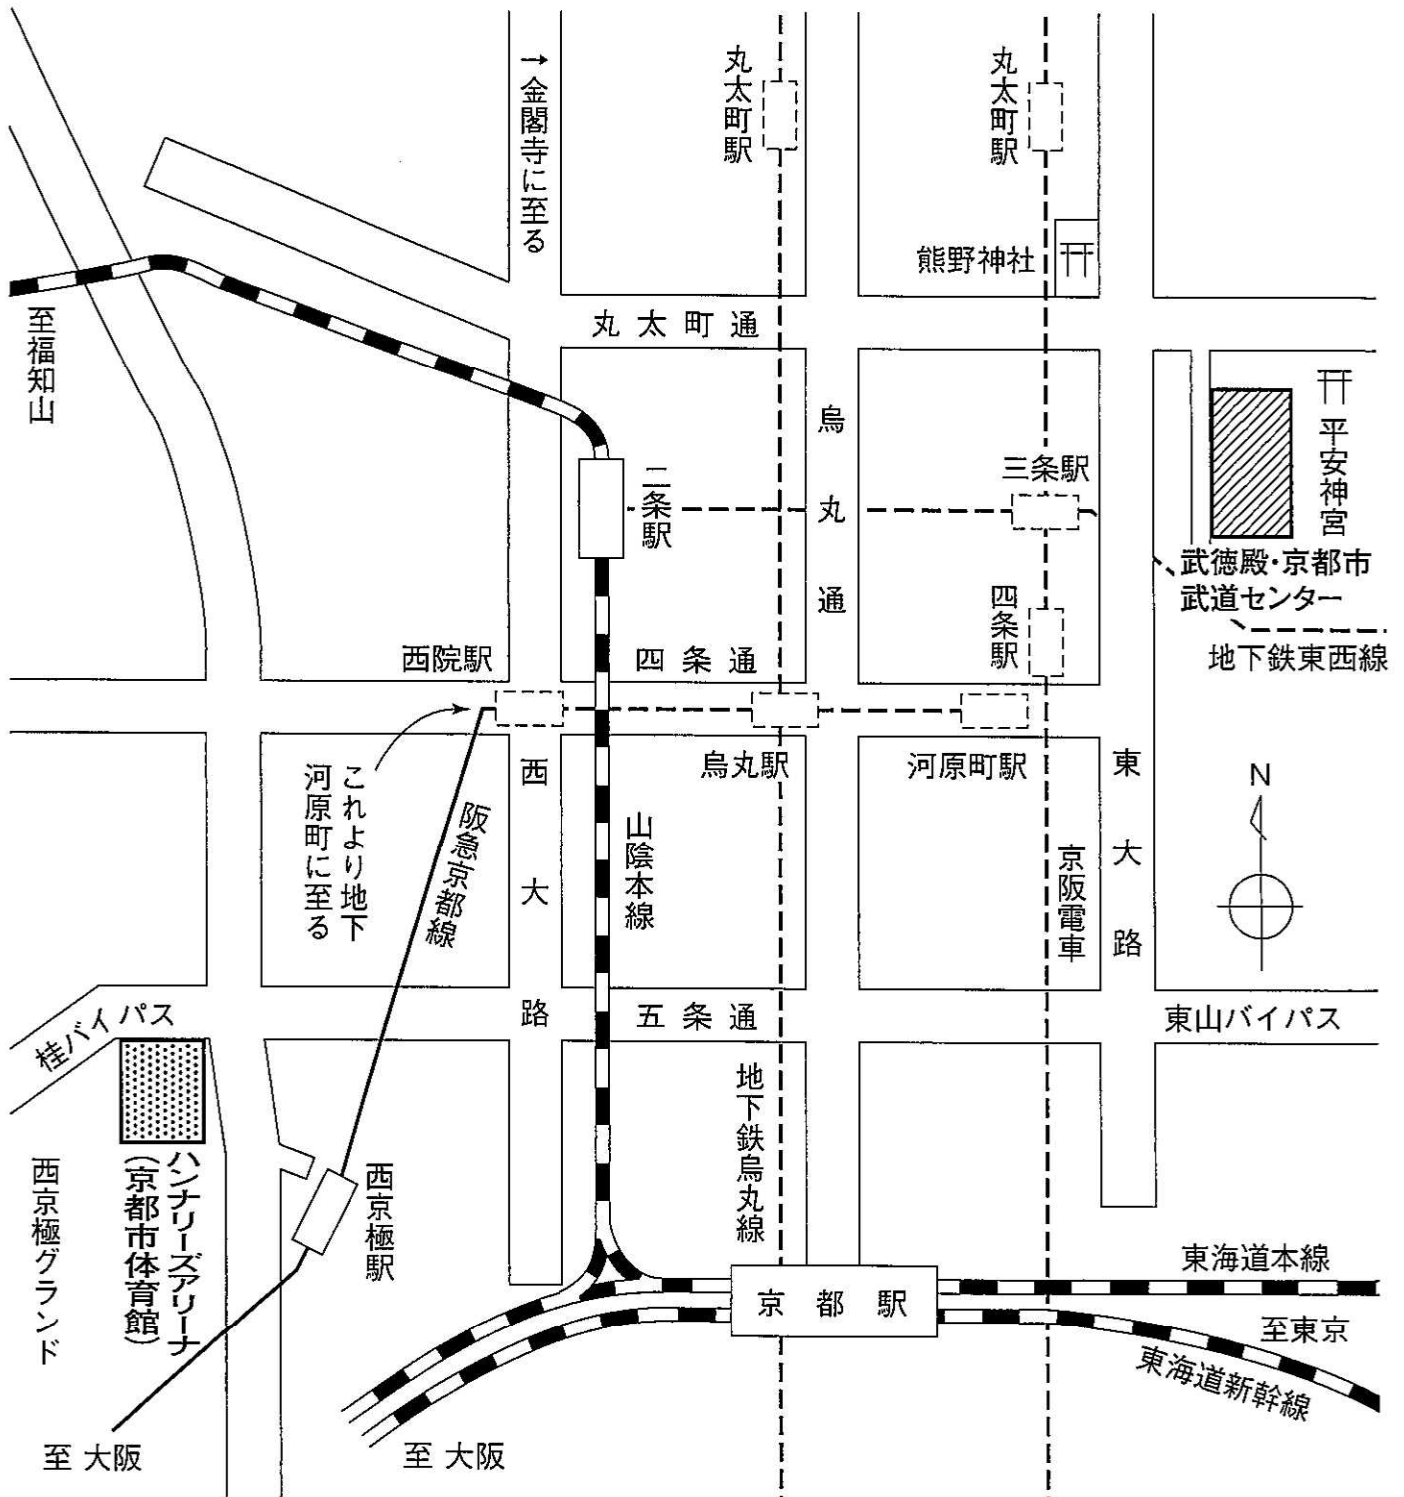 →金閣寺に至る
丸太町駅
丸太町駅
熊野神社
至福知山
丸太町通
平安神宮
烏丸通
三条駅
二条駅
武徳殿・京都市
武道センター
四条駅
地下鉄東西線
西院駅
四条通
烏丸駅
河原町駅
これより地下
河原町に至る
阪急京都線
西大路
山陰本線
京阪電車
東大路
N
桂バイパス
五条通
東山バイパス
地下鉄烏丸線
ハンナリーズアリーナ
(京都市体育館)
西京極グランド
西京極駅
東海道本線
京都駅
至東京
東海道新幹線
至 大阪
至 大阪